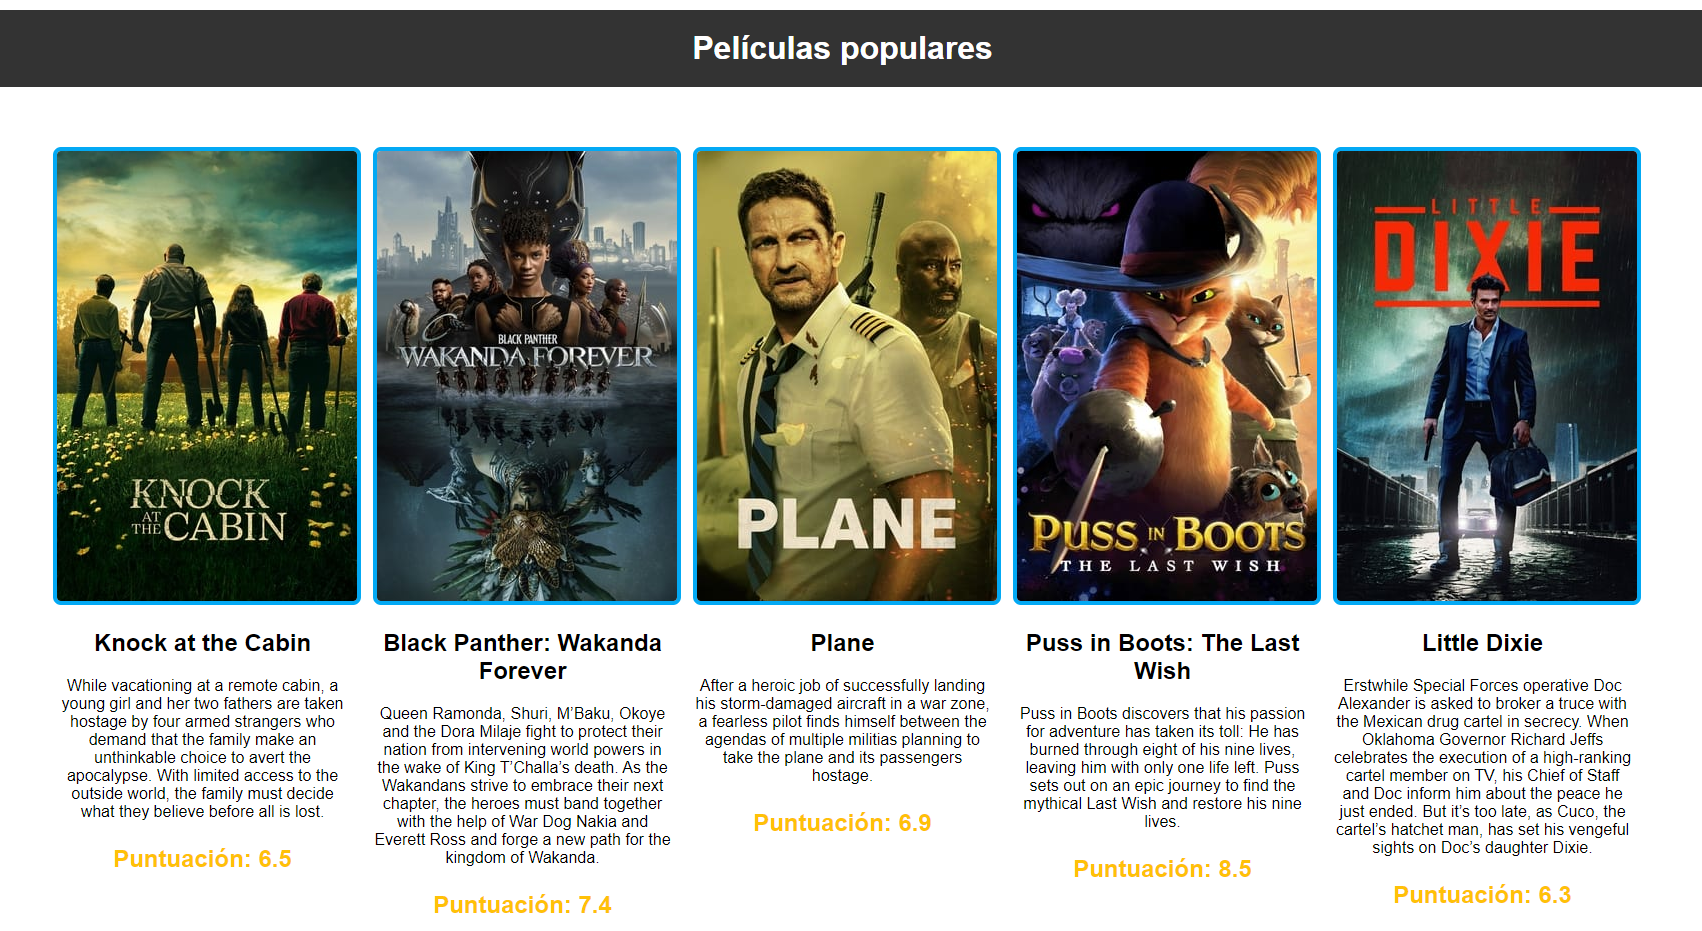 Películas populares
KNOCK
AT
THE CABIN
BLACK PANTHER
WAKANDA FOREVER
PLANE
PUSS IN BOOTS
THE LAST WISH
LITTLE
DIXIE
Knock at the Cabin
While vacationing at a remote cabin, a
young girl and her two fathers are taken
hostage by four armed strangers who
demand that the family make an
unthinkable choice to avert the
apocalypse. With limited access to the
outside world, the family must decide
what they believe before all is lost.
Puntuación: 6.5
Black Panther: Wakanda
Forever
Queen Ramonda, Shuri, M’Baku, Okoye
and the Dora Milaje fight to protect their
nation from intervening world powers in
the wake of King T’Challa’s death. As the
Wakandans strive to embrace their next
chapter, the heroes must band together
with the help of War Dog Nakia and
Everett Ross and forge a new path for the
kingdom of Wakanda.
Puntuación: 7.4
Plane
After a heroic job of successfully landing
his storm-damaged aircraft in a war zone,
a fearless pilot finds himself between the
agendas of multiple militias planning to
take the plane and its passengers
hostage.
Puntuación: 6.9
Puss in Boots: The Last
Wish
Puss in Boots discovers that his passion
for adventure has taken its toll: He has
burned through eight of his nine lives,
leaving him with only one life left. Puss
sets out on an epic journey to find the
mythical Last Wish and restore his nine
lives.
Puntuación: 8.5
Little Dixie
Erstwhile Special Forces operative Doc
Alexander is asked to broker a truce with
the Mexican drug cartel in secrecy. When
Oklahoma Governor Richard Jeffs
celebrates the execution of a high-ranking
cartel member on TV, his Chief of Staff
and Doc inform him about the peace he
just ended. But it’s too late, as Cuco, the
cartel’s hatchet man, has set his vengeful
sights on Doc’s daughter Dixie.
Puntuación: 6.3